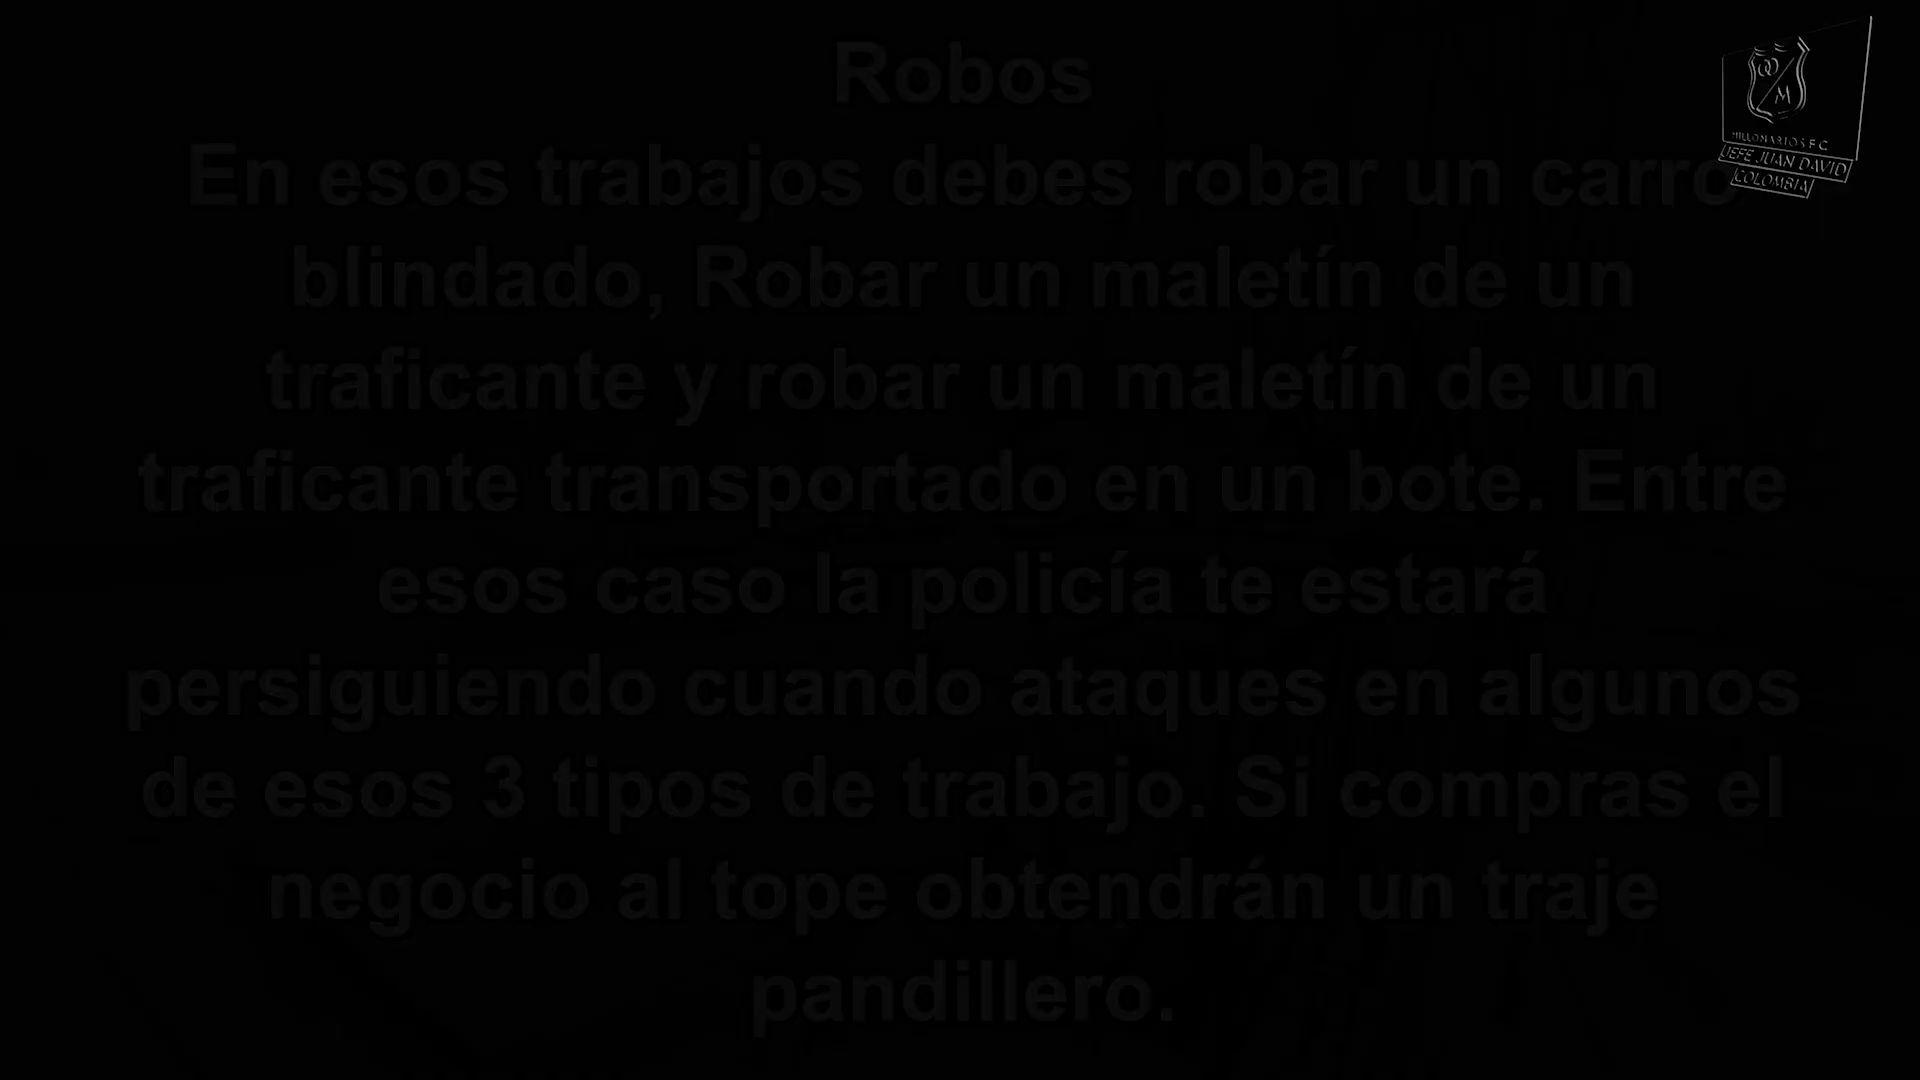 Robos
En esos trabajos debes robar un carro
blindado, Robar un maletín de un
traficante y robar un maletín de un
traficante transportado en un bote. Entre
esos caso la policía te estará
persiguiendo cuando ataques en algunos
de esos 3 tipos de trabajo. Si compras el
negocio al tope obtendrán un traje
pandillero.
M
MILLONARIOS F.C.
JEFE JUAN DAVID
COLOMBIA